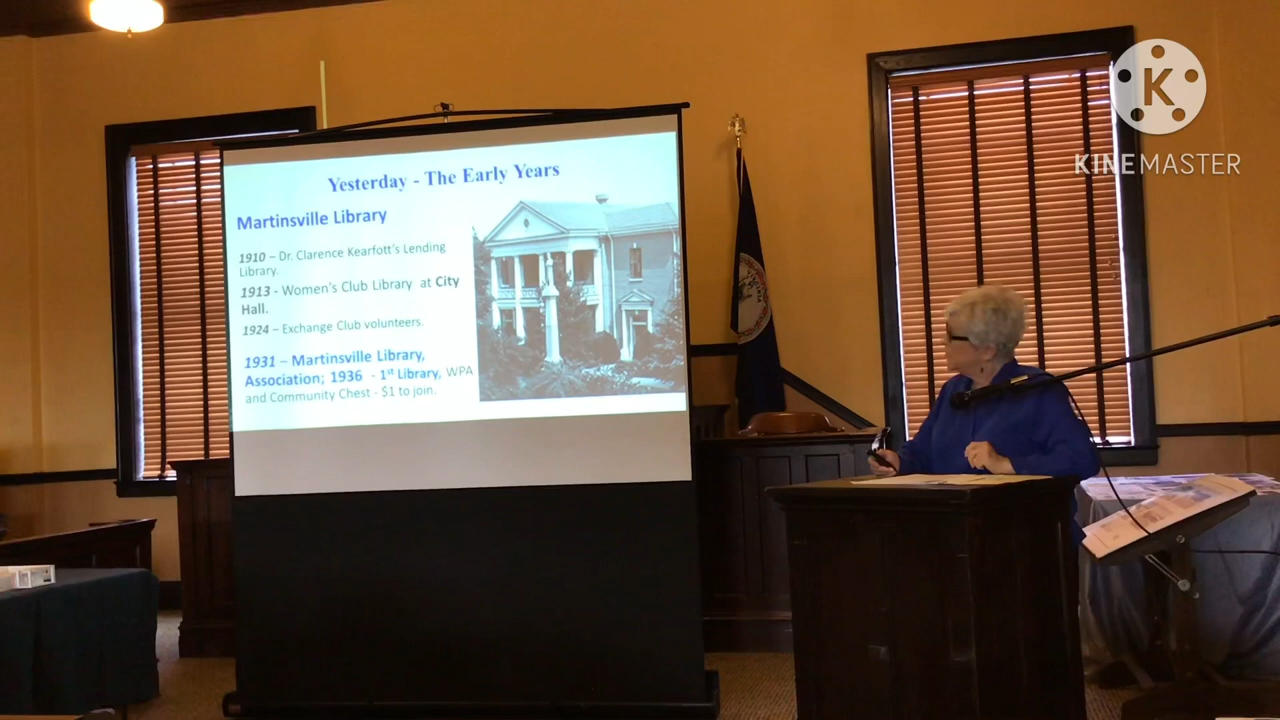 Yesterday - The Early Years
Martinsville Library
1910 – Dr. Clarence Kearfott's Lending
Library.
1913 - Women's Club Library at City
Hall.
1924 – Exchange Club volunteers.
1931 – Martinsville Library,
Association; 1936 - 1st Library, WPA
and Community Chest - $1 to join.
K
KINEMASTER